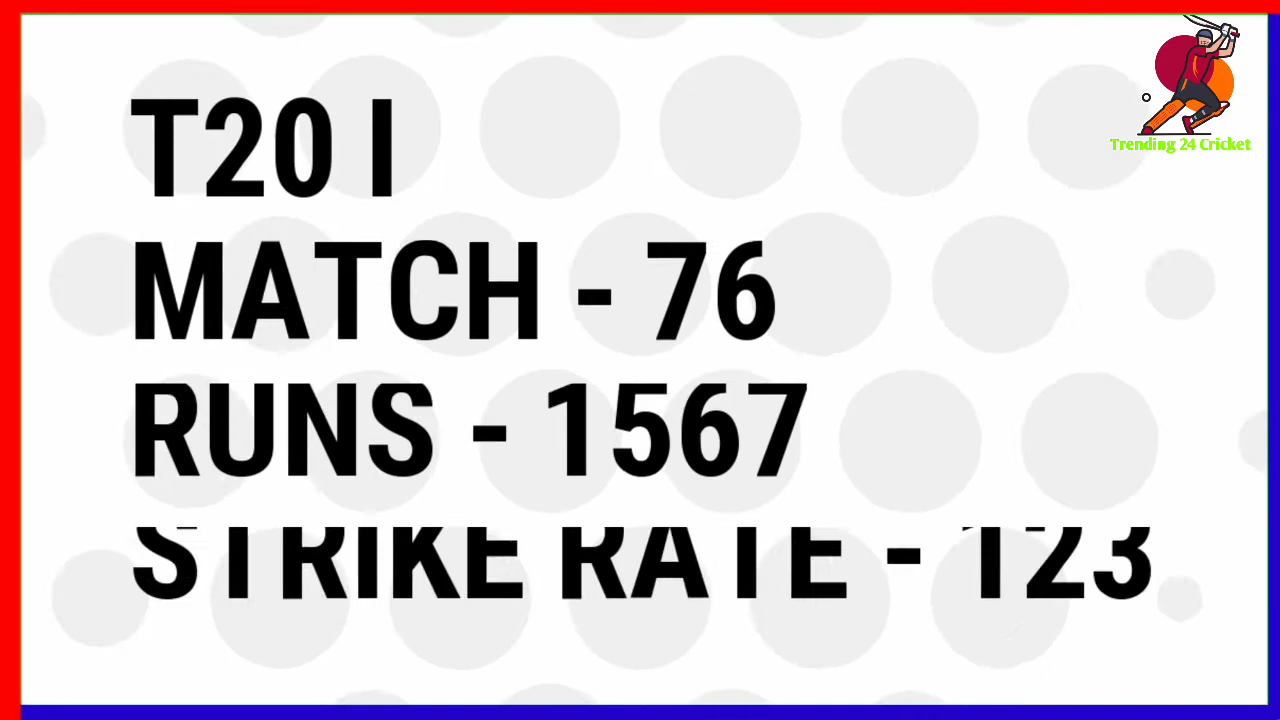 T20 I
Trending 24 Cricket
MATCH - 76
RUNS - 1567
STRIKE RATE - 123